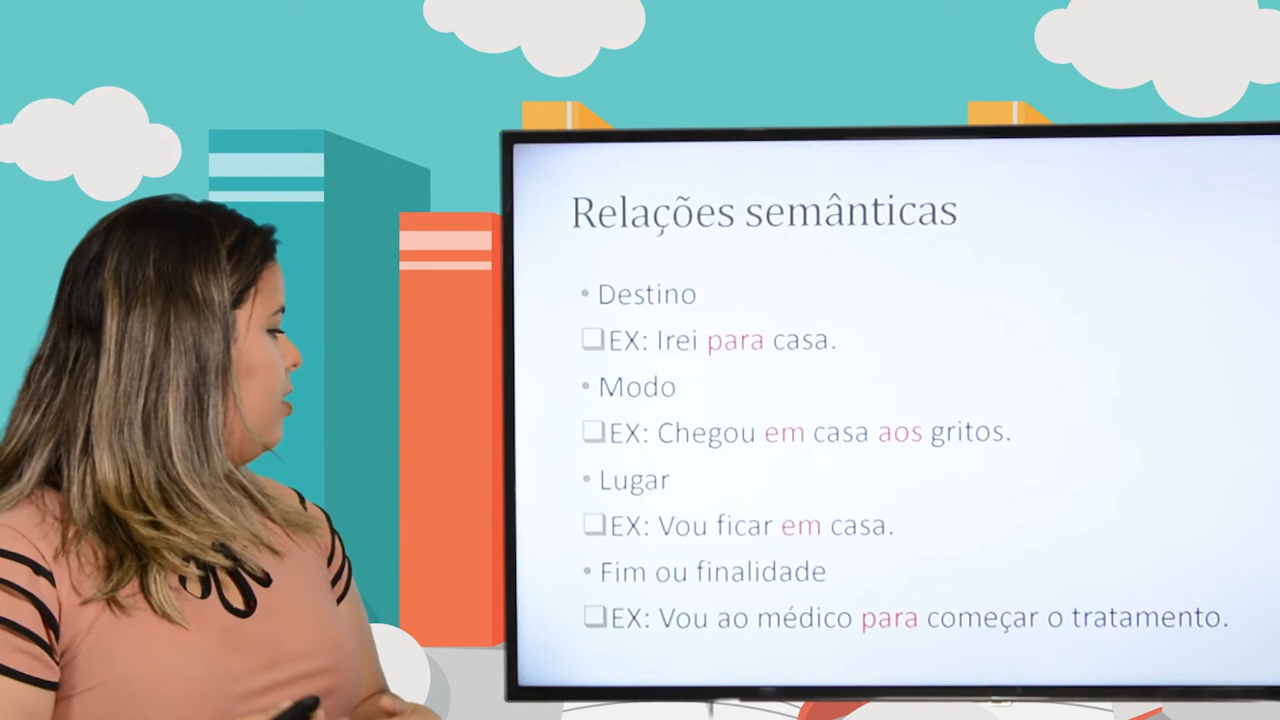 Relações semânticas
• Destino
❑EX: Irei para casa.
• Modo
❑EX: Chegou em casa aos gritos.
• Lugar
❑EX: Vou ficar em casa.
• Fim ou finalidade
❑EX: Vou ao médico para começar o tratamento.